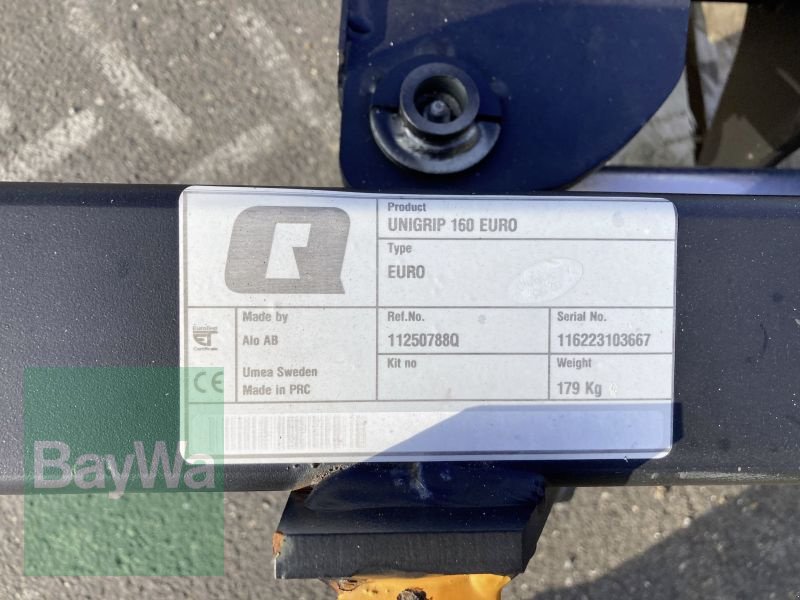 Product
UNIGRIP 160 EURO
Type
EURO
Made by
Alo AB
Umea Sweden
Made in PRC
Ref.No.
11250788Q
Serial No.
116223103667
Kit no
Weight
179 Kg
CE
BayWa